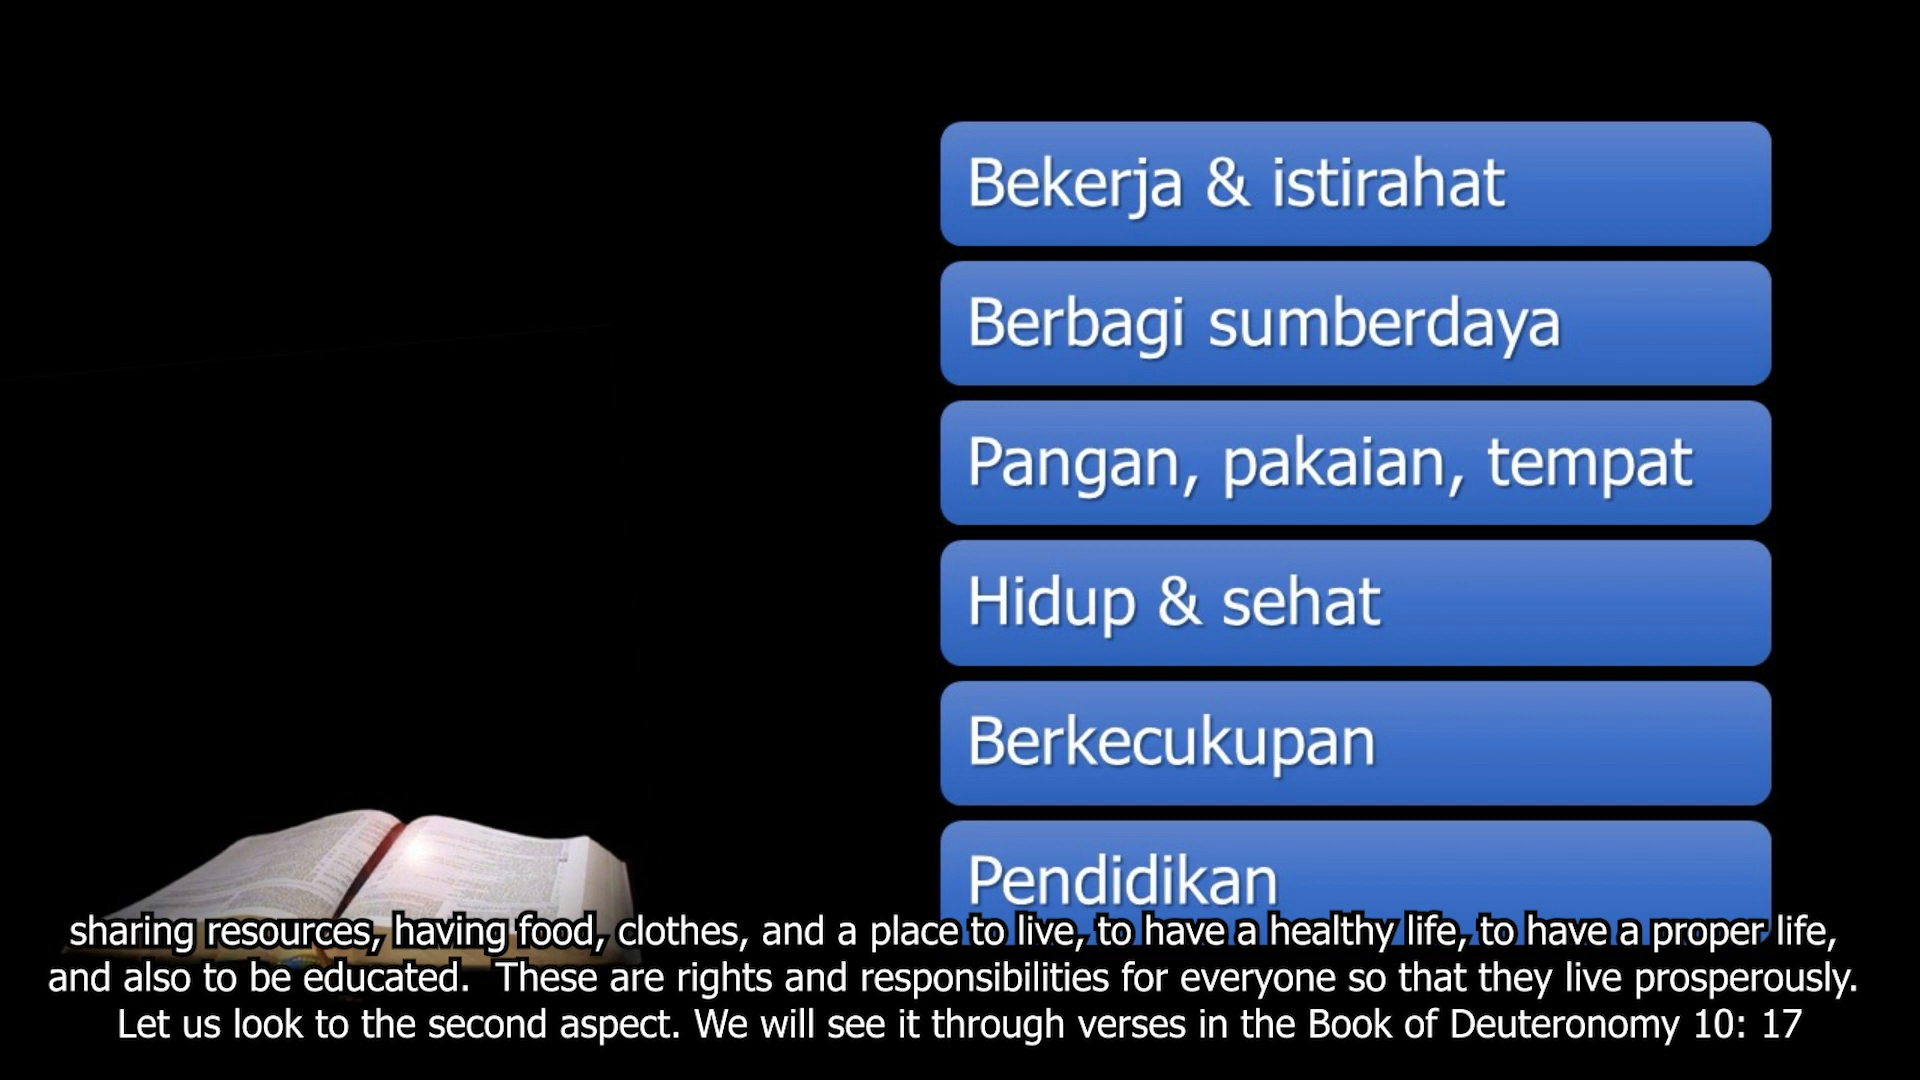 Bekerja & istirahat
Berbagi sumberdaya
Pangan, pakaian, tempat
Hidup & sehat
Berkecukupan
Pendidikan
sharing resources, having food, clothes, and a place to live, to have a healthy life, to have a proper life,
and also to be educated.  These are rights and responsibilities for everyone so that they live prosperously.
Let us look to the second aspect. We will see it through verses in the Book of Deuteronomy 10: 17